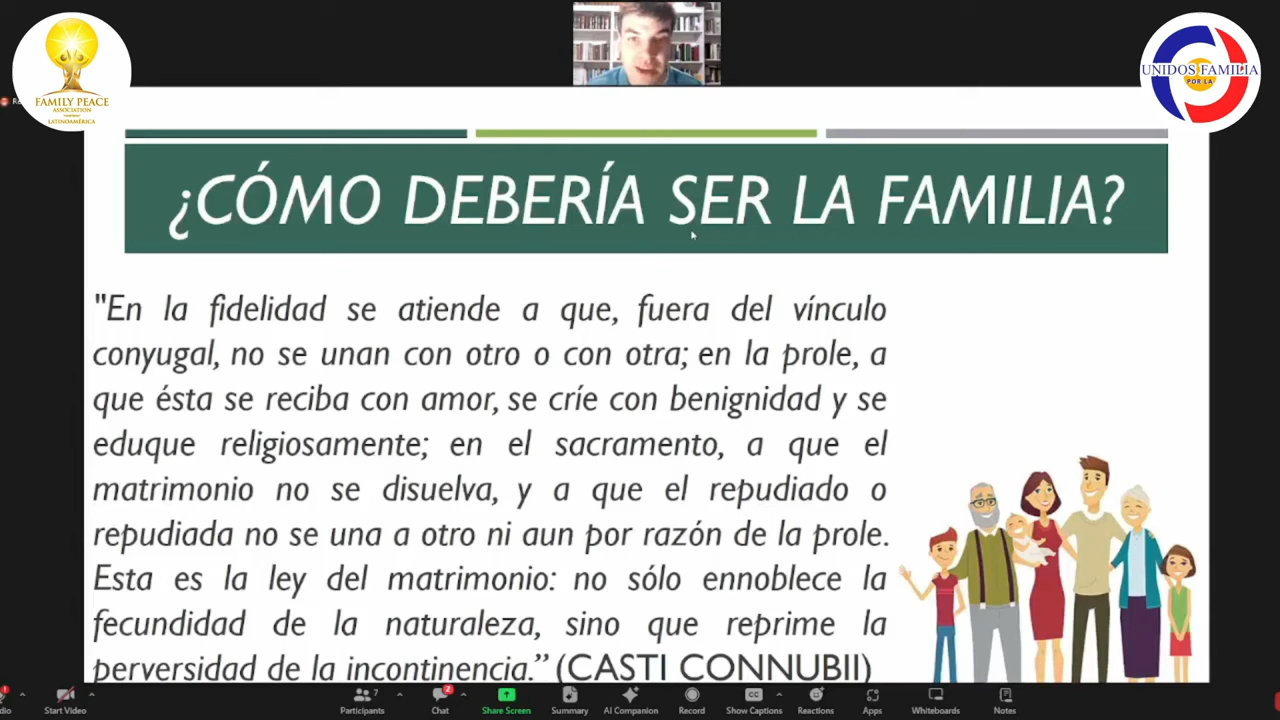 FAMILY PEACE
ASSOCIATION
LATINOAMÉRICA
UNIDOS FAMILIA
POR LA
¿CÓMO DEBERÍA SER LA FAMILIA?
"En la fidelidad se atiende a que, fuera del vínculo
conyugal, no se unan con otro o con otra; en la prole, a
que ésta se reciba con amor, se críe con benignidad y se
eduque religiosamente; en el sacramento, a que el
matrimonio no se disuelva, y a que el repudiado o
repudiada no se una a otro ni aun por razón de la prole.
Esta es la ley del matrimonio: no sólo ennoblece la
fecundidad de la naturaleza, sino que reprime la
perversidad de la incontinencia.” (CASTI CONNUBII)
Start Video
Participants
7
Chat
2
Share Screen
Summary
AI Companion
Record
CC
Show Captions
Reactions
Apps
Whiteboards
Notes